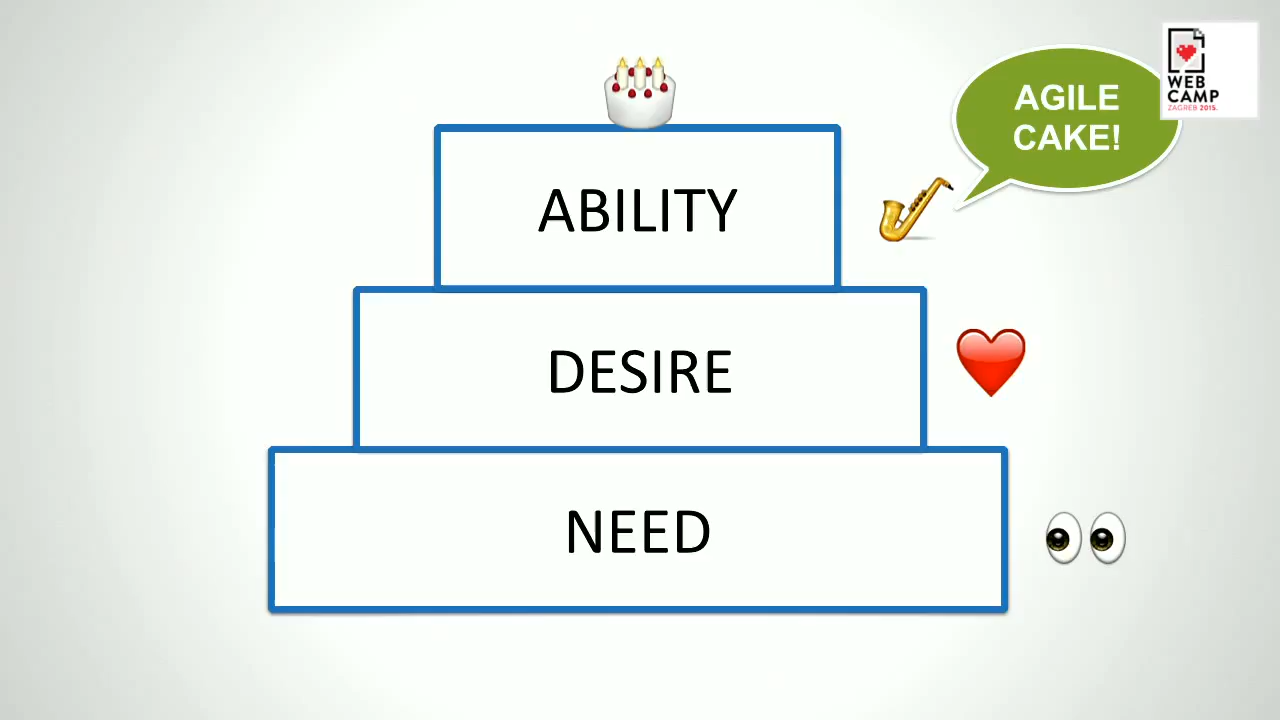 AGILE
CAKE!
WEB
CAMP
ZAGREB 2015.
ABILITY
DESIRE
NEED